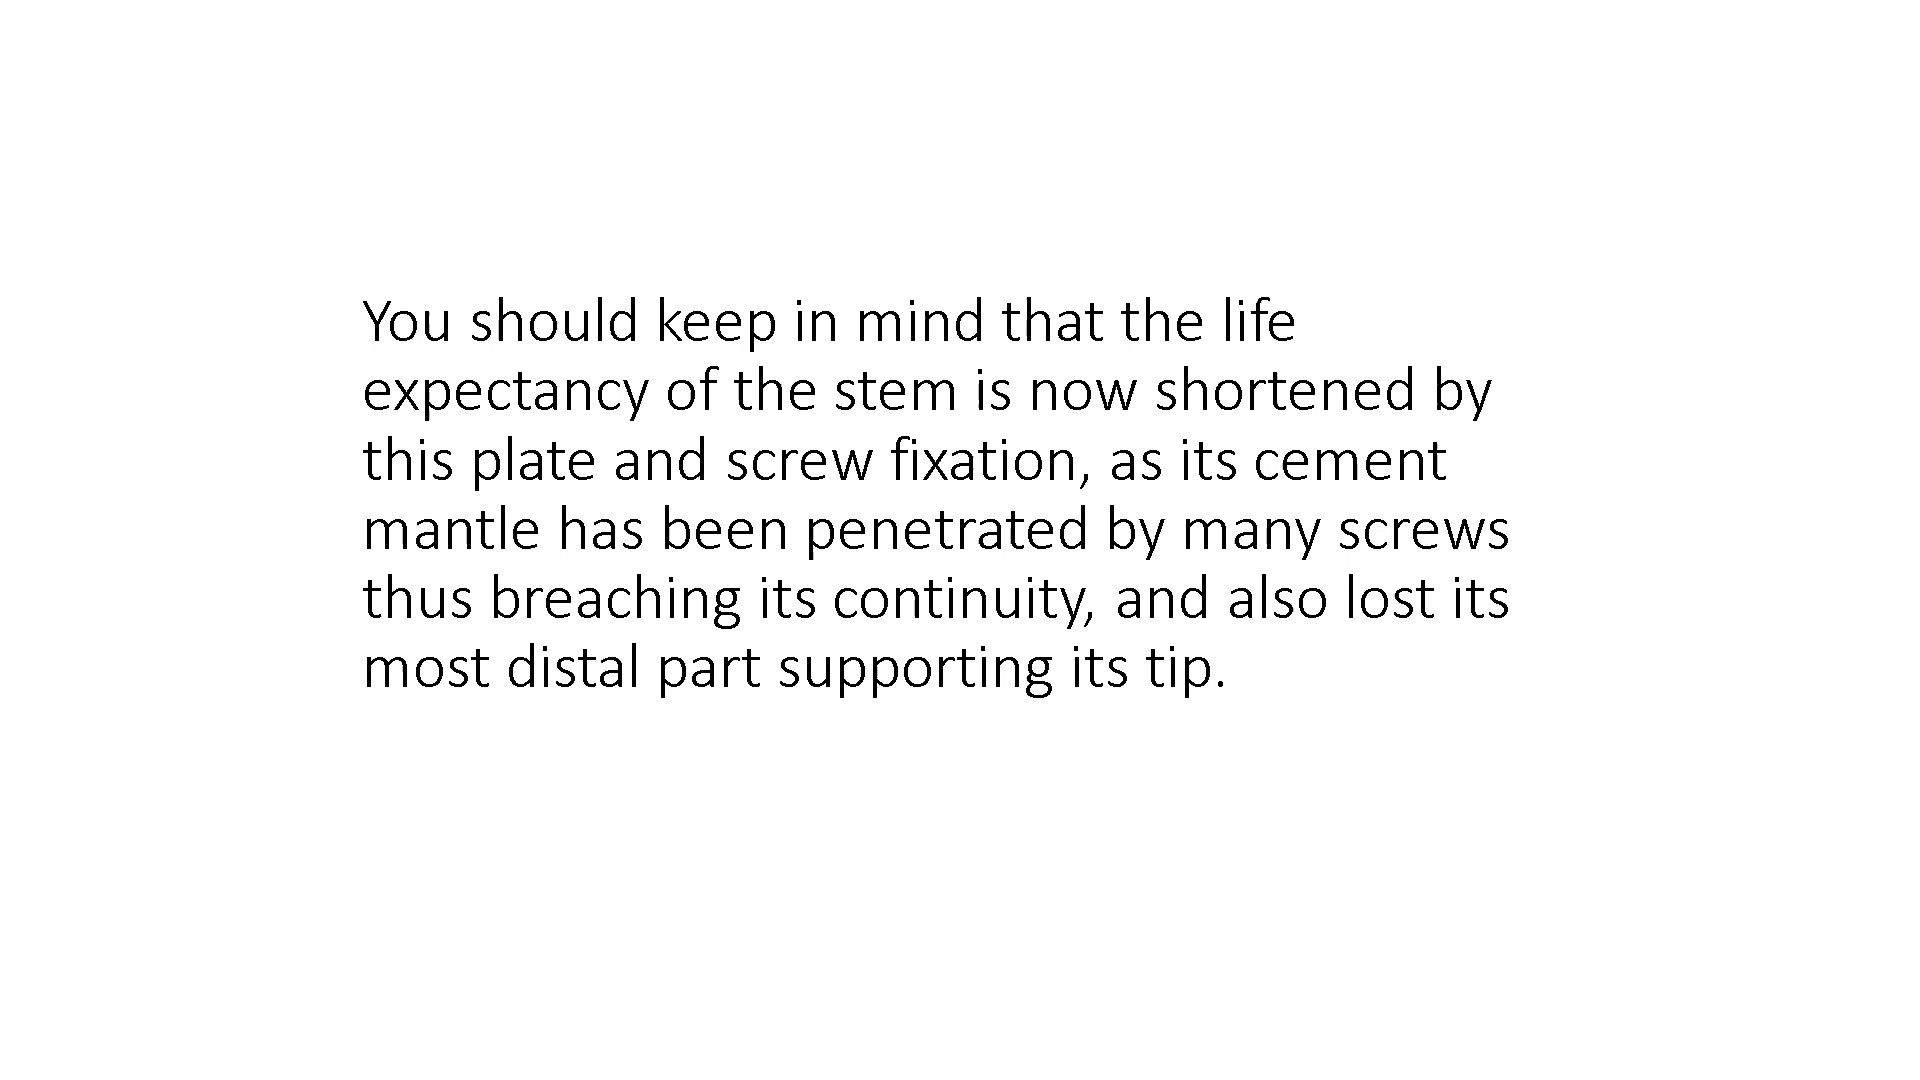 You should keep in mind that the life
expectancy of the stem is now shortened by
this plate and screw fixation, as its cement
mantle has been penetrated by many screws
thus breaching its continuity, and also lost its
most distal part supporting its tip.